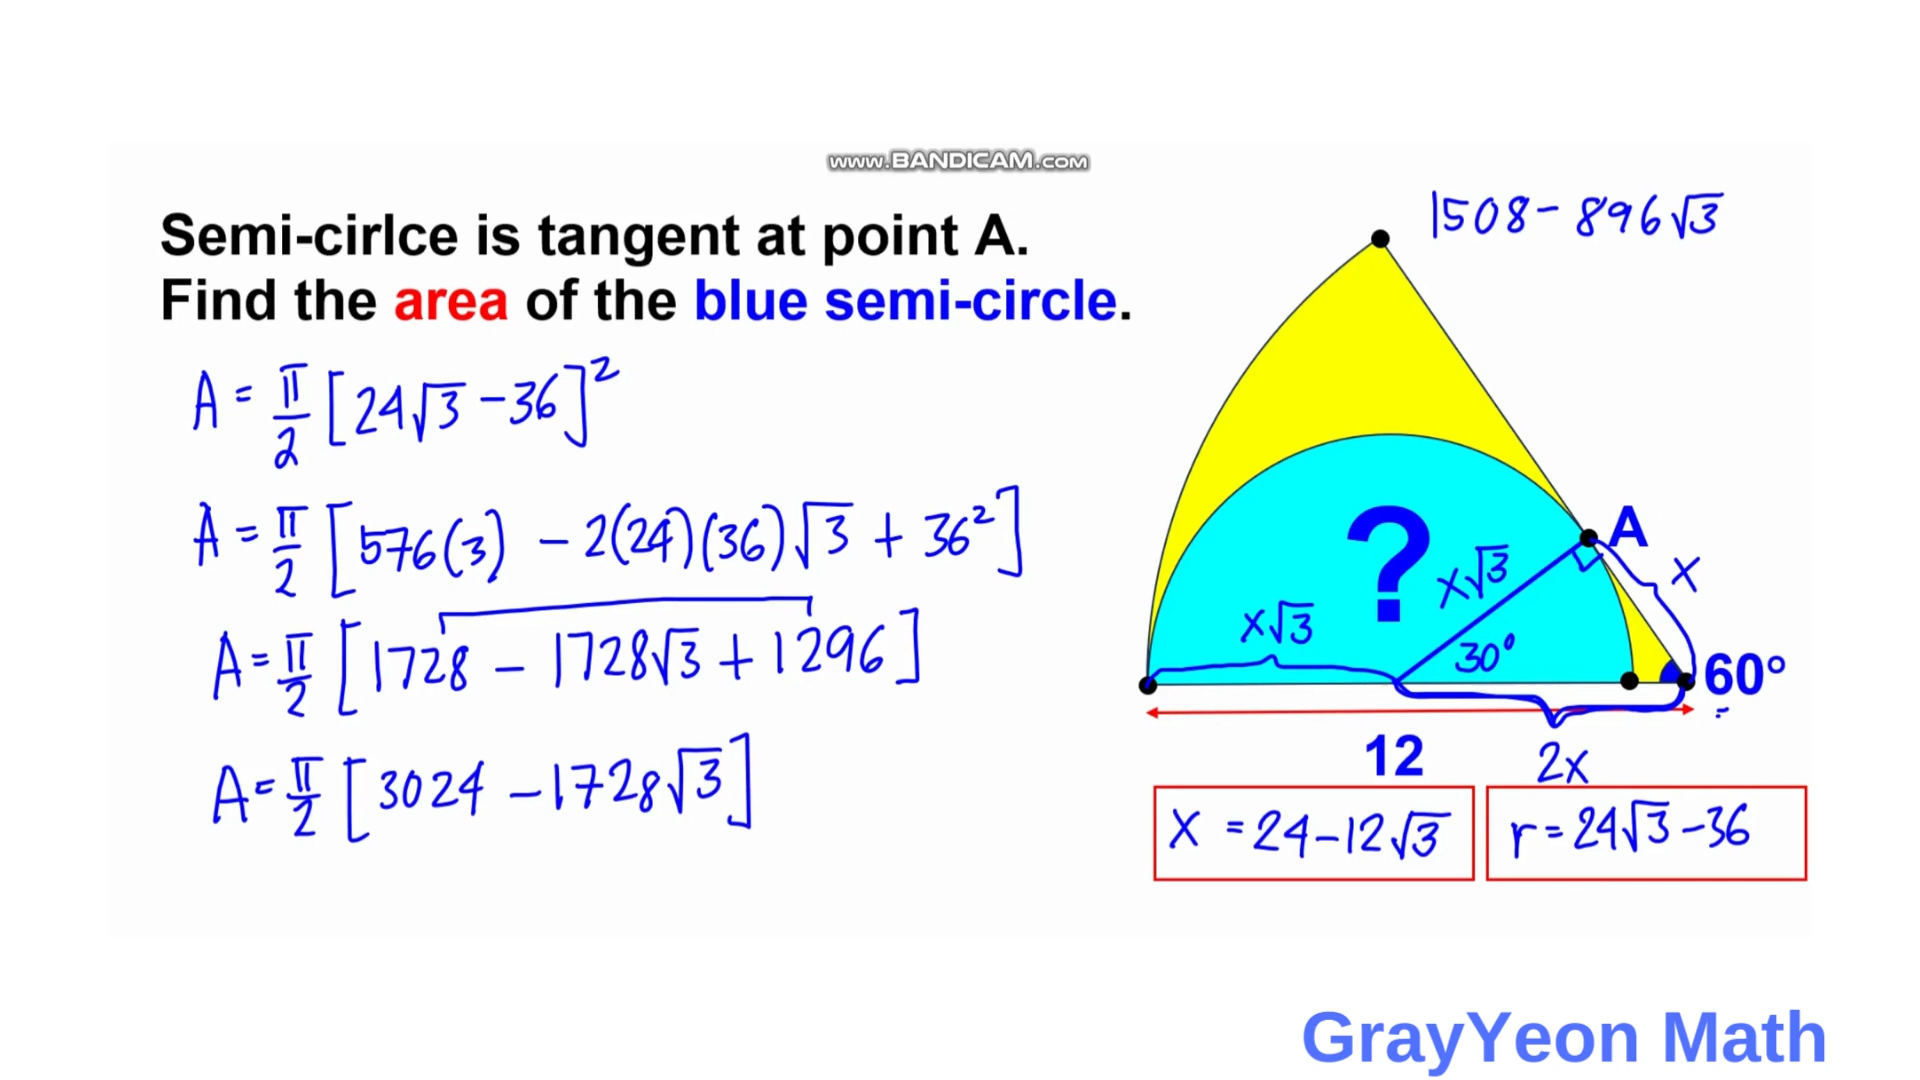 www.BANDICAM.com
Semi-cirlce is tangent at point A.
Find the area of the blue semi-circle.
1508 - 896√3
A = π/2 [24√3 - 36]²
A = π/2 [576(3) - 2(24)(36)√3 + 36²]
A = π/2 [1728 - 1728√3 + 1296]
A = π/2 [3024 - 1728√3]
?
A
x
x√3
x√3
30°
60°
12
2x
x = 24 - 12√3
r = 24√3 - 36
GrayYeon Math